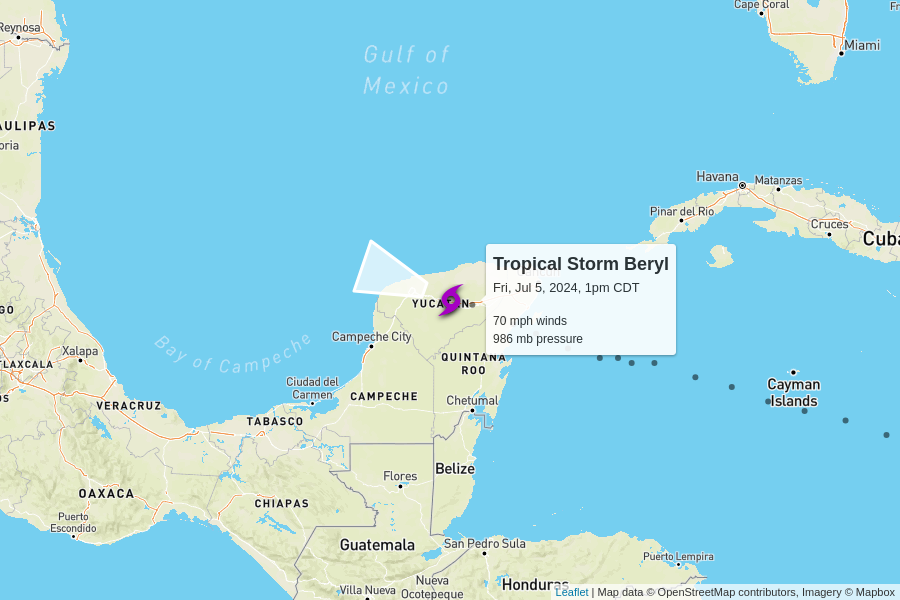 Cape Coral
Reynosa
Miami
Gulf of
Mexico
AULIPAS
oria
Havana
Matanzas
Pinar del Rio
Cruces
Cuba
Tropical Storm Beryl
Fri, Jul 5, 2024, 1pm CDT
70 mph winds
986 mb pressure
GO
Campeche City
Xalapa
Bay of Campeche
QUINTANA
ROO
TLAXCALA
Ciudad del
Carmen
CAMPECHE
Cayman
Islands
OS
VERACRUZ
Chetumal
TABASCO
Belize
Flores
OAXACA
CHIAPAS
Puerto
Escondido
Guatemala
San Pedro Sula
Puerto Lempira
Nueva
Ocotepeque
Villa Nueva
Honduras
Leaflet | Map data © OpenStreetMap contributors, Imagery © Mapbox